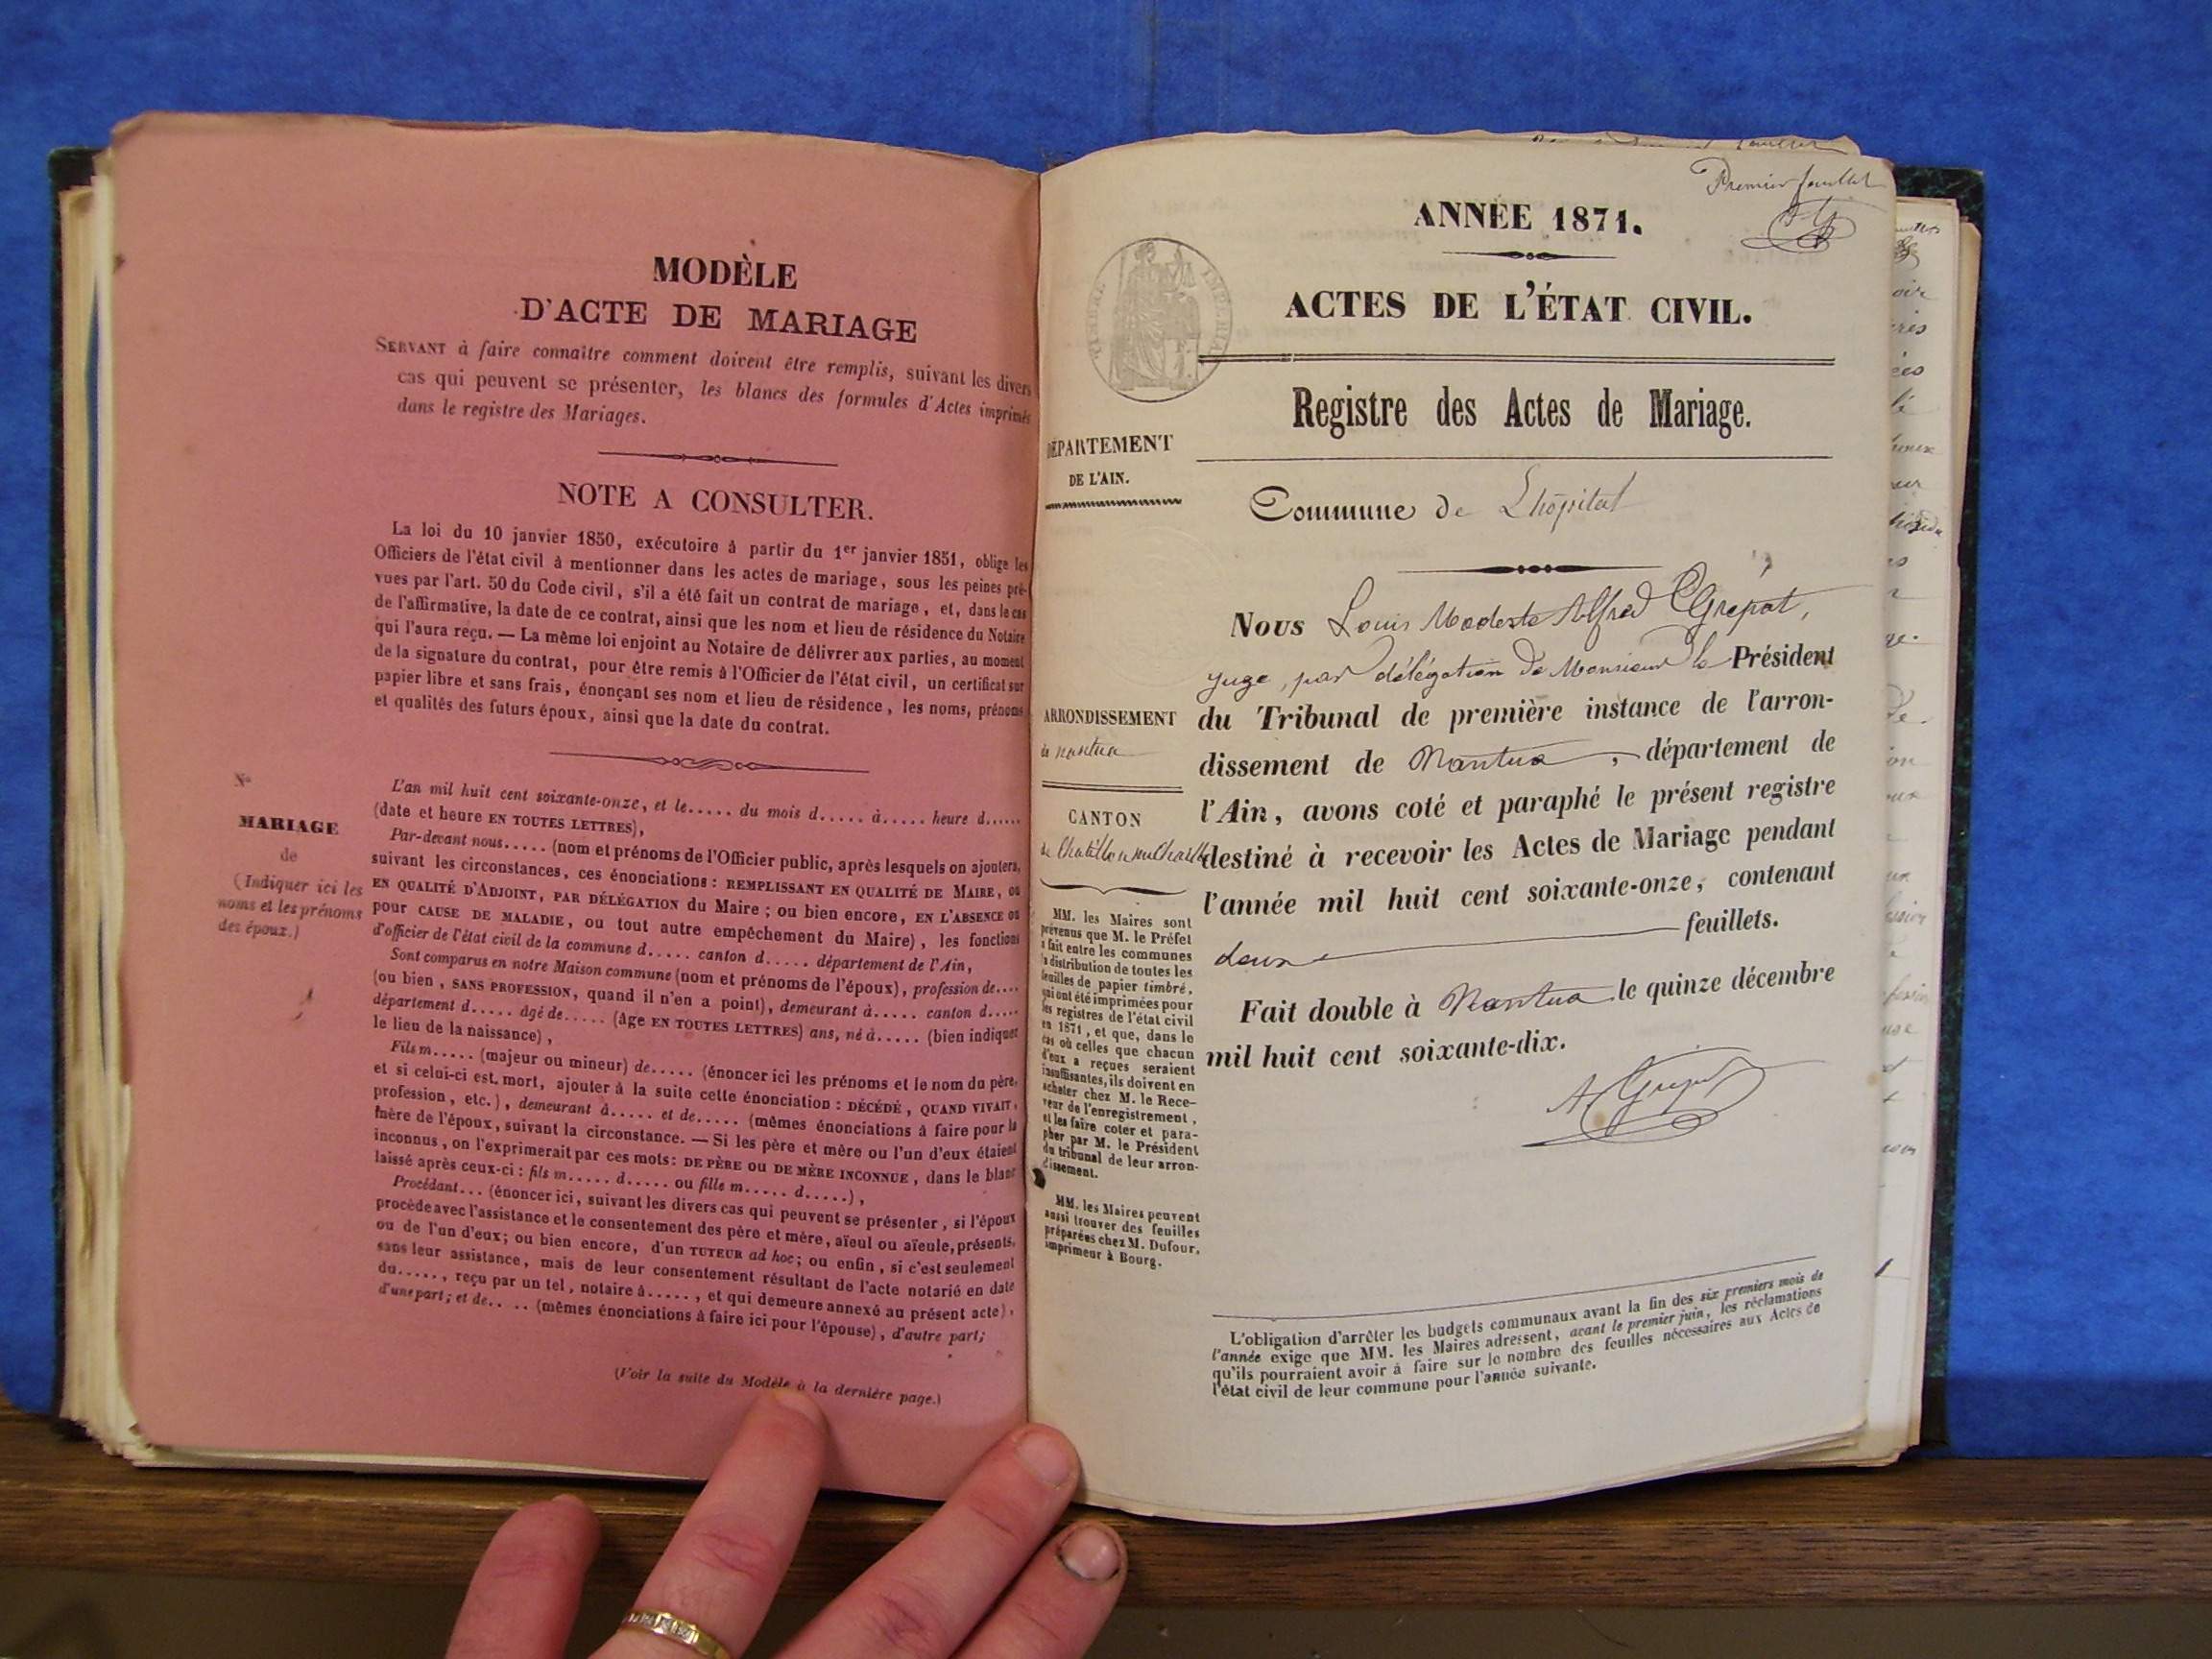 MODÈLE
D'ACTE DE MARIAGE
SERVANT à faire connaître comment doivent être remplis, suivant les divers
cas qui peuvent se présenter, les blancs des formules d'Actes imprimés
dans le registre des Mariages.
NOTE A CONSULTER.
La loi du 10 janvier 1850, exécutoire à partir du 1er janvier 1851, oblige les
Officiers de l'état civil à mentionner dans les actes de mariage, sous les peines pré-
vues par l'art. 50 du Code civil, s'il a été fait un contrat de mariage, et, dans le cas
de l'affirmative, la date de ce contrat, ainsi que les nom et lieu de résidence du Notaire
qui l'aura reçu. — La même loi enjoint au Notaire de délivrer aux parties, au moment
de la signature du contrat, pour être remis à l'Officier de l'état civil, un certificat sur
papier libre et sans frais, énonçant ses nom et lieu de résidence, les noms, prénoms
et qualités des futurs époux, ainsi que la date du contrat.
No
MARIAGE
de
(Indiquer ici les
noms et les prénoms
des époux.)
L'an mil huit cent soixante-onze, et le..... du mois d..... à..... heure d.....
(date et heure EN TOUTES LETTRES),
Par-devant nous..... (nom et prénoms de l'Officier public, après lesquels on ajoutera,
suivant les circonstances, ces énonciations : REMPLISSANT EN QUALITÉ DE MAIRE, ou
EN QUALITÉ D'ADJOINT, PAR DÉLÉGATION du Maire ; ou bien encore, EN L'ABSENCE ou
pour CAUSE DE MALADIE, ou tout autre empêchement du Maire), les fonctions
d'officier de l'état civil de la commune d..... canton d..... département de l'Ain,
Sont comparus en notre Maison commune (nom et prénoms de l'époux), profession de....
(ou bien, SANS PROFESSION, quand il n'en a point), demeurant à..... canton d.....
département d..... âgé de..... (âge EN TOUTES LETTRES) ans, né à..... (bien indiquer
le lieu de la naissance),
Fils m..... (majeur ou mineur) de..... (énoncer ici les prénoms et le nom du père,
et si celui-ci est mort, ajouter à la suite cette énonciation : DÉCÉDÉ, QUAND VIVAIT,
profession, etc.), demeurant à..... et de..... (mêmes énonciations à faire pour la
mère de l'époux, suivant la circonstance. — Si les père et mère ou l'un d'eux étaient
inconnus, on l'exprimerait par ces mots : DE PÈRE OU DE MÈRE INCONNUE, dans le blanc
laissé après ceux-ci : fils m..... d..... ou fille m..... d.....),
Procédant... (énoncer ici, suivant les divers cas qui peuvent se présenter, si l'époux
procède avec l'assistance et le consentement des père et mère, aïeul ou aïeule, présents,
ou de l'un d'eux; ou bien encore, d'un TUTEUR ad hoc; ou enfin, si c'est seulement
sans leur assistance, mais de leur consentement résultant de l'acte notarié en date
du....., reçu par un tel, notaire à....., et qui demeure annexé au présent acte),
d'une part; et de.. .. (mêmes énonciations à faire ici pour l'épouse), d'autre part;
(Voir la suite du Modèle à la dernière page.)
Premier feuillet
ANNÉE 1871.
TIMBRE IMPERIAL
ACTES DE L'ÉTAT CIVIL.
Registre des Actes de Mariage.
DÉPARTEMENT
DE L'AIN.
Commune de Lhôpital
Nous Louis Modeste Alfred Grépat,
juge, par délégation de Monsieur le Président
du Tribunal de première instance de l'arron-
dissement de Nantua, département de
l'Ain, avons coté et paraphé le présent registre
destiné à recevoir les Actes de Mariage pendant
l'année mil huit cent soixante-onze, contenant
deux feuillets.
Fait double à Nantua le quinze décembre
mil huit cent soixante-dix.
A Grépat
ARRONDISSEMENT
de nantua
CANTON
de Chatillon
MM. les Maires sont
prévenus que M. le Préfet
a fait entre les communes
la distribution de toutes les
feuilles de papier timbré,
qui ont été imprimées pour
les registres de l'état civil
en 1871, et que, dans le
cas où celles que chacun
d'eux a reçues seraient
insuffisantes, ils doivent en
acheter chez M. le Rece-
veur de l'enregistrement,
et les faire coter et para-
pher par M. le Président
du tribunal de leur arron-
dissement.
MM. les Maires peuvent
aussi trouver des feuilles
préparées chez M. Dufour,
imprimeur à Bourg.
L'obligation d'arrêter les budgets communaux avant la fin des six premiers mois de
l'année exige que MM. les Maires adressent, avant le premier juin, les réclamations
qu'ils pourraient avoir à faire sur le nombre des feuilles nécessaires aux Actes de
l'état civil de leur commune pour l'année suivante.